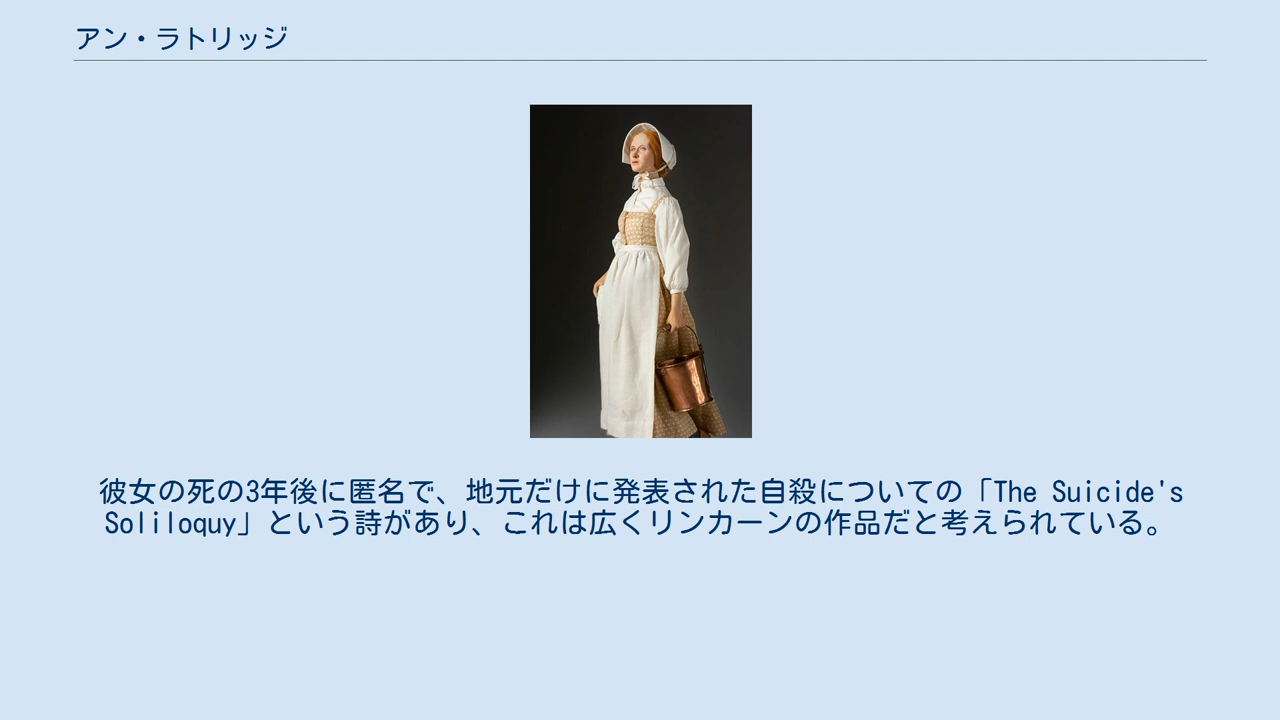 アン・ラトリッジ
彼女の死の3年後に匿名で、地元だけに発表された自殺についての「The Suicide's
Soliloquy」という詩があり、これは広くリンカーンの作品だと考えられている。